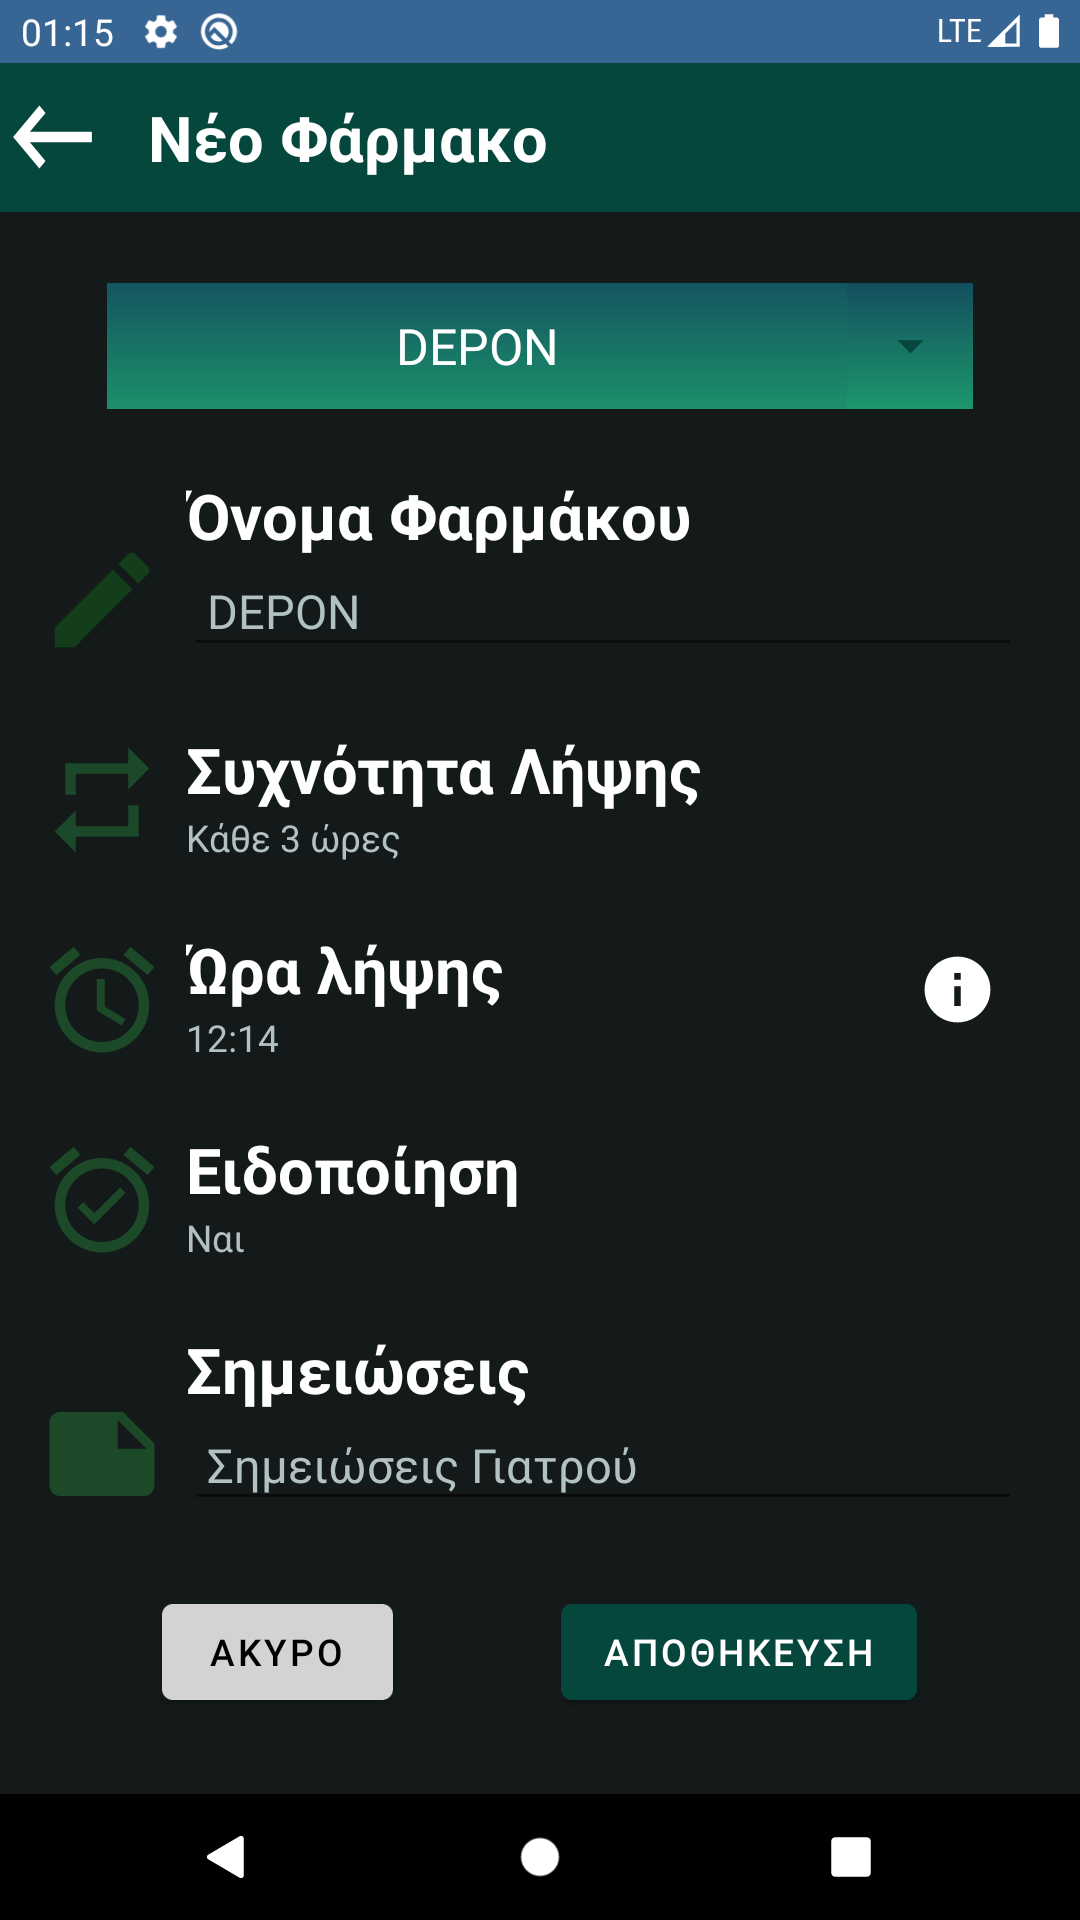 01:15 LTE
Νέο Φάρμακο
DEPON
Όνομα Φαρμάκου
DEPON
Συχνότητα Λήψης
Κάθε 3 ώρες
Ώρα λήψης
12:14
Ειδοποίηση
Ναι
Σημειώσεις
Σημειώσεις Γιατρού
ΑΚΥΡΟ ΑΠΟΘΗΚΕΥΣΗ